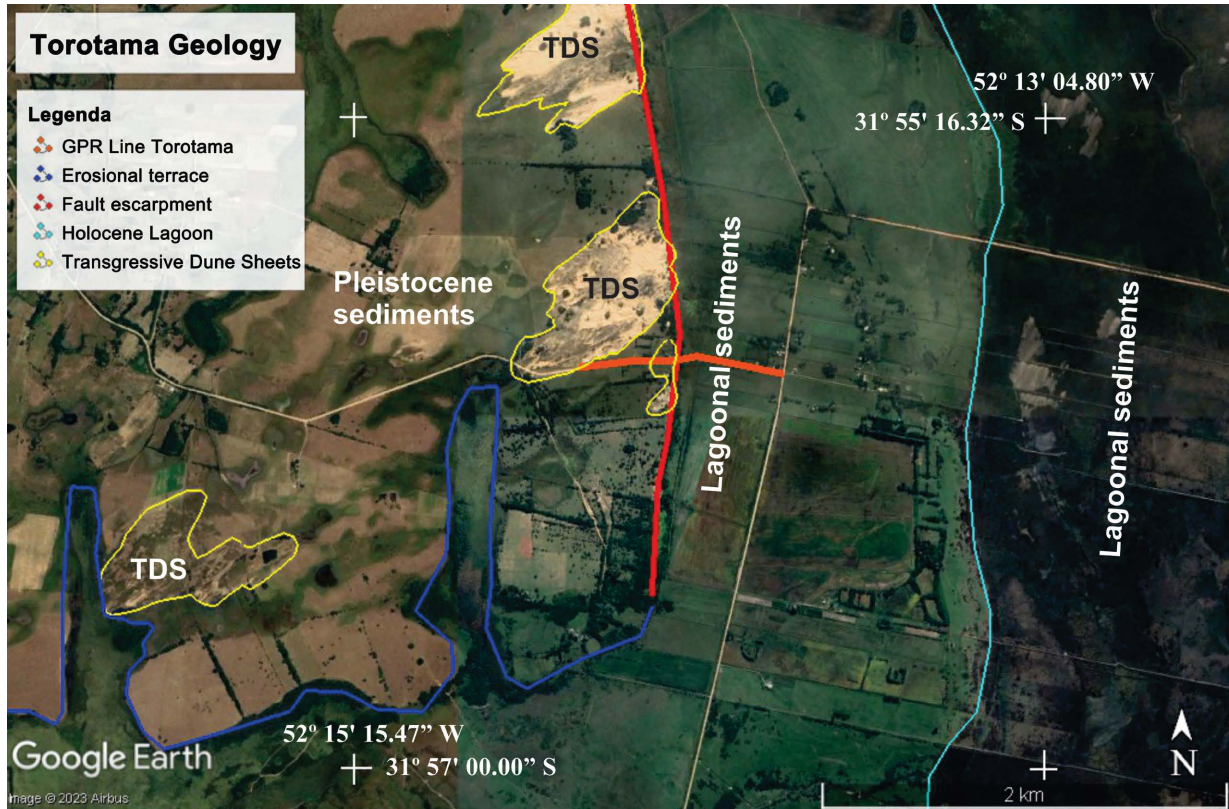 Torotama Geology
Legenda
GPR Line Torotama
Erosional terrace
Fault escarpment
Holocene Lagoon
Transgressive Dune Sheets
TDS
52º 13' 04.80” W
31º 55' 16.32” S
Pleistocene
sediments
TDS
Lagoonal sediments
Lagoonal sediments
TDS
52º 15' 15.47” W
31º 57' 00.00” S
Google Earth
Image © 2023 Airbus
N
2 km